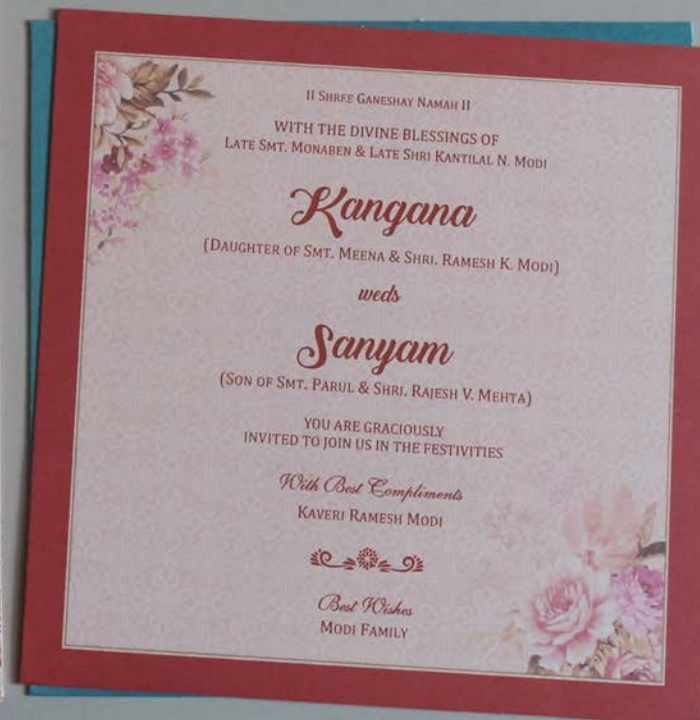 II SHREE GANESHAY NAMAH II
WITH THE DIVINE BLESSINGS OF
LATE SMT. MONABEN & LATE SHRI KANTILAL N. MODI
Kangana
(DAUGHTER OF SMT. MEENA & SHRI. RAMESH K. MODI)
weds
Sanyam
(SON OF SMT. PARUL & SHRI. RAJESH V. MEHTA)
YOU ARE GRACIOUSLY
INVITED TO JOIN US IN THE FESTIVITIES
With Best Compliments
KAVERI RAMESH MODI
Best Wishes
MODI FAMILY